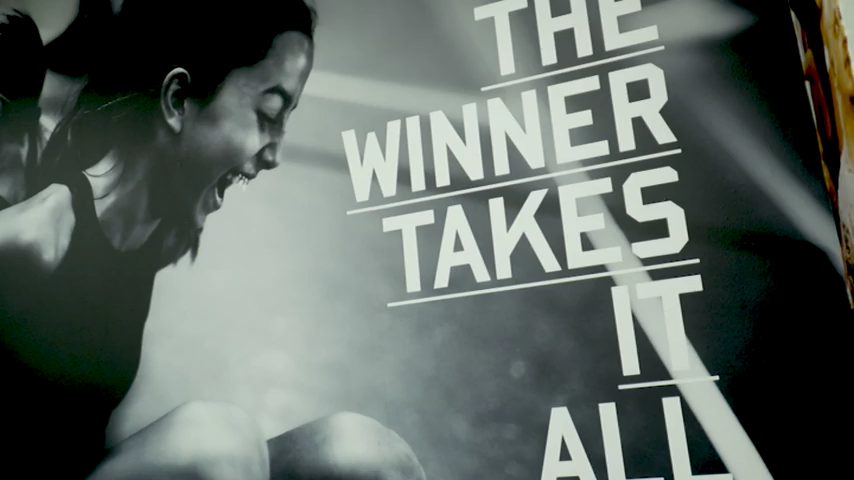 THE
WINNER
TAKES
IT
ALL